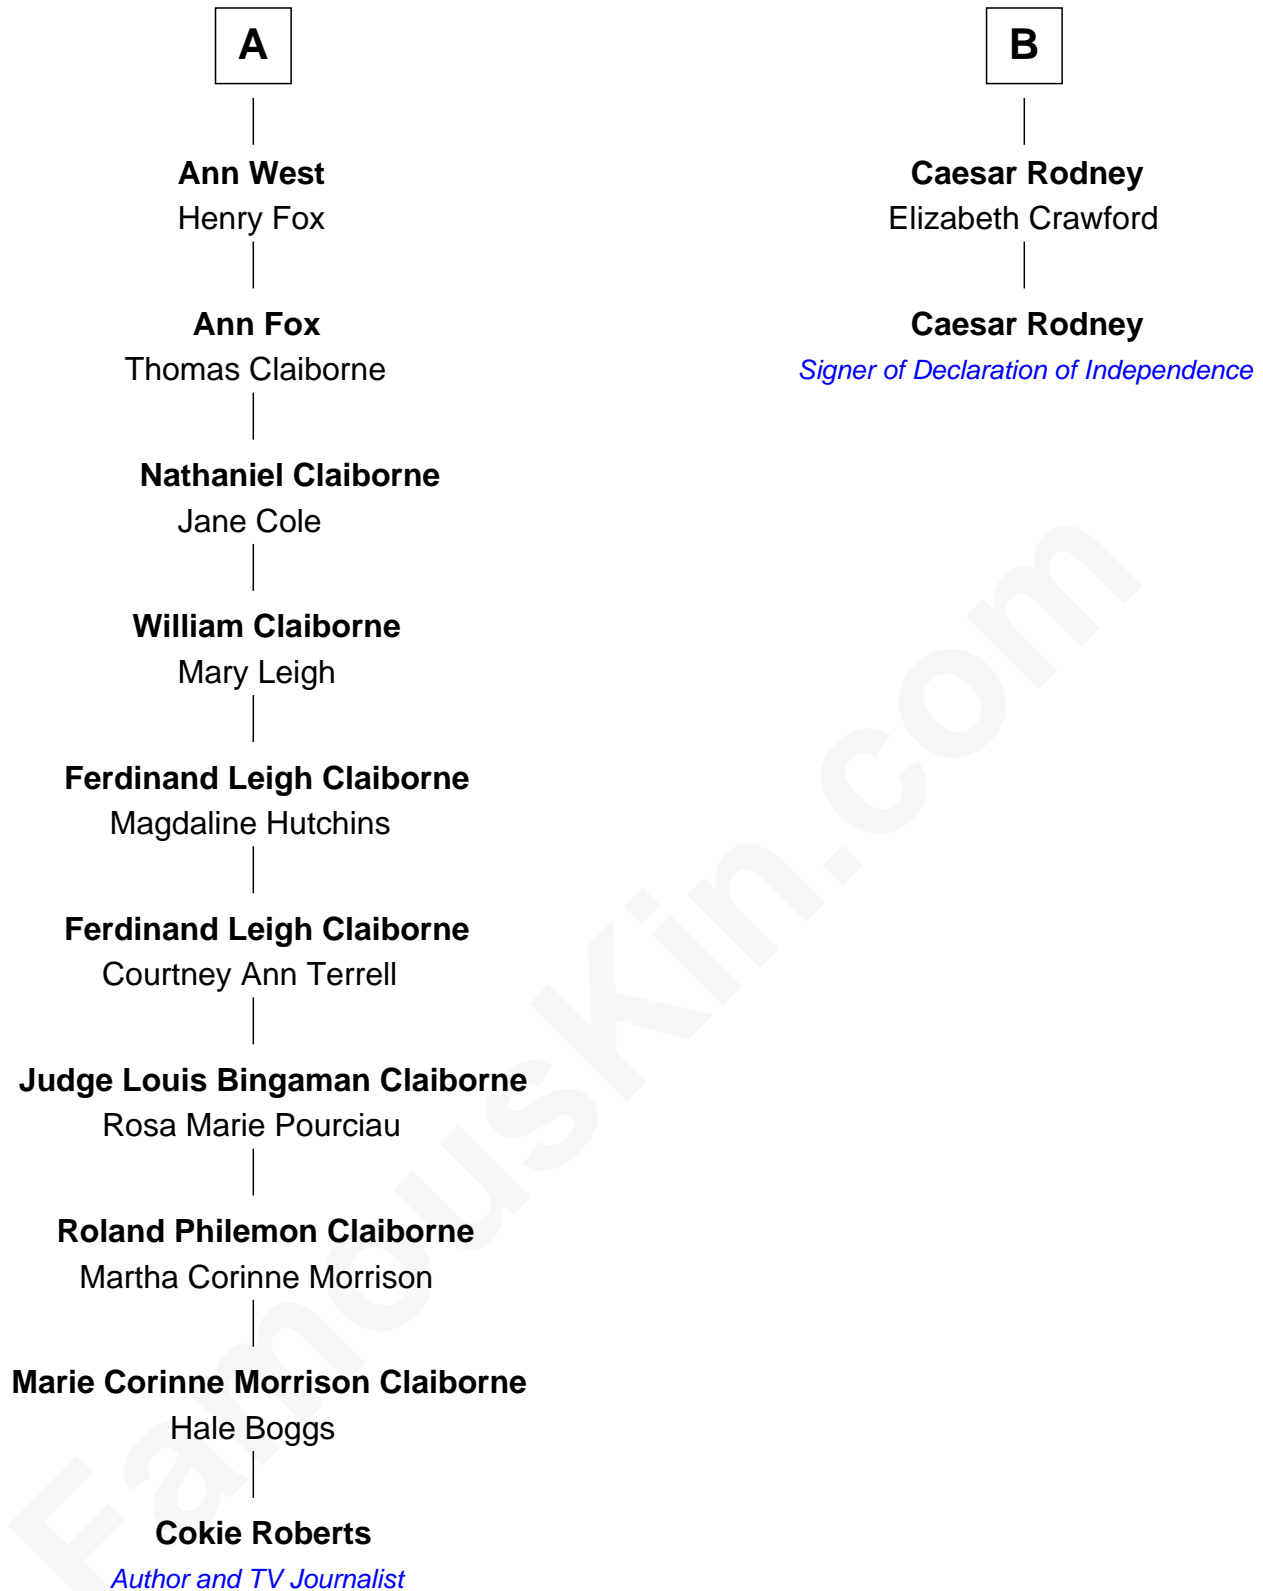 A
B
Ann West
Henry Fox
Caesar Rodney
Elizabeth Crawford
Ann Fox
Thomas Claiborne
Caesar Rodney
Signer of Declaration of Independence
Nathaniel Claiborne
Jane Cole
William Claiborne
Mary Leigh
Ferdinand Leigh Claiborne
Magdaline Hutchins
Ferdinand Leigh Claiborne
Courtney Ann Terrell
Judge Louis Bingaman Claiborne
Rosa Marie Pourciau
Roland Philemon Claiborne
Martha Corinne Morrison
Marie Corinne Morrison Claiborne
Hale Boggs
Cokie Roberts
Author and TV Journalist
FamousKin.com